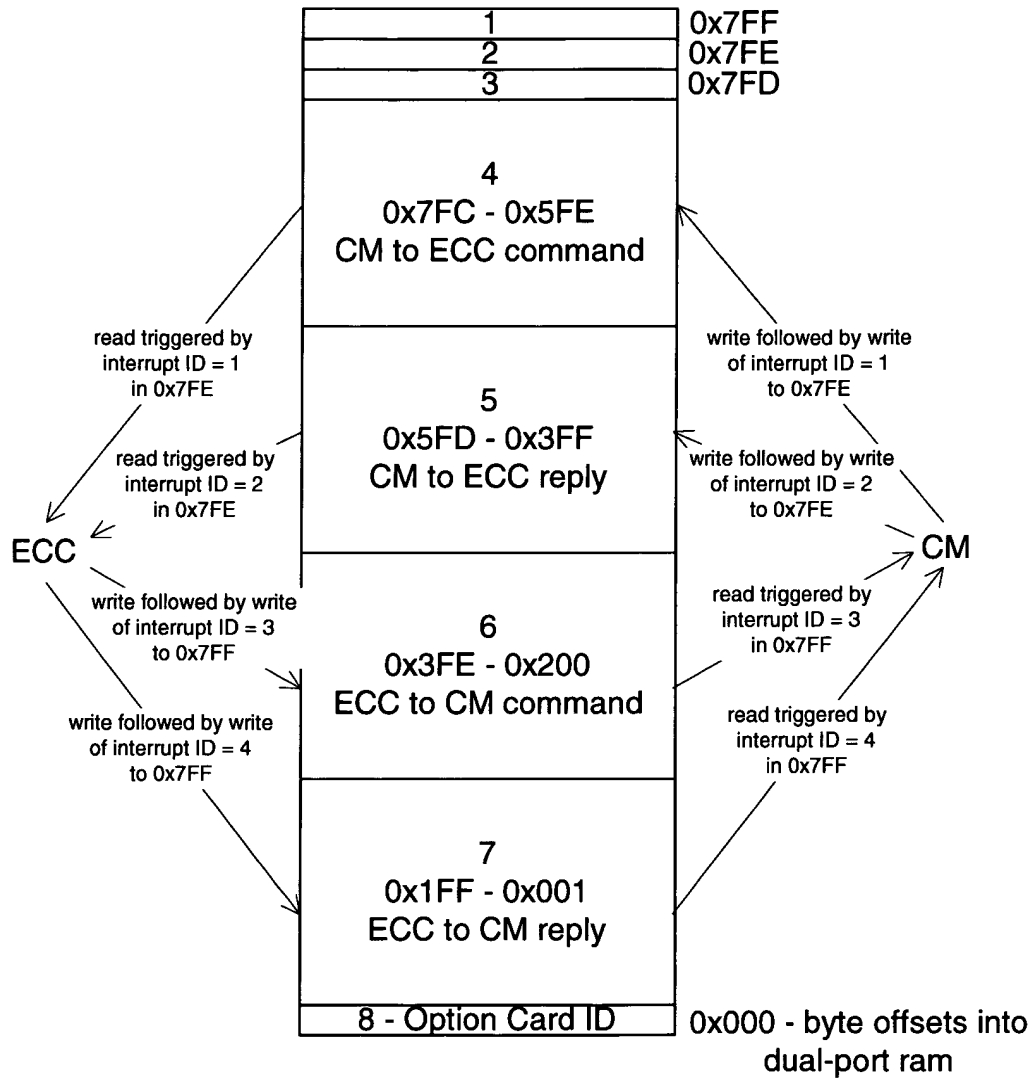 1
0x7FF
2
0x7FE
3
0x7FD
4
0x7FC - 0x5FE
CM to ECC command
read triggered by
interrupt ID = 1
in 0x7FE
write followed by write
of interrupt ID = 1
to 0x7FE
5
0x5FD - 0x3FF
CM to ECC reply
read triggered by
interrupt ID = 2
in 0x7FE
write followed by write
of interrupt ID = 2
to 0x7FE
ECC
CM
write followed by write
of interrupt ID = 3
to 0x7FF
6
0x3FE - 0x200
ECC to CM command
read triggered by
interrupt ID = 3
in 0x7FF
write followed by write
of interrupt ID = 4
to 0x7FF
read triggered by
interrupt ID = 4
in 0x7FF
7
0x1FF - 0x001
ECC to CM reply
8 - Option Card ID
0x000 - byte offsets into
dual-port ram